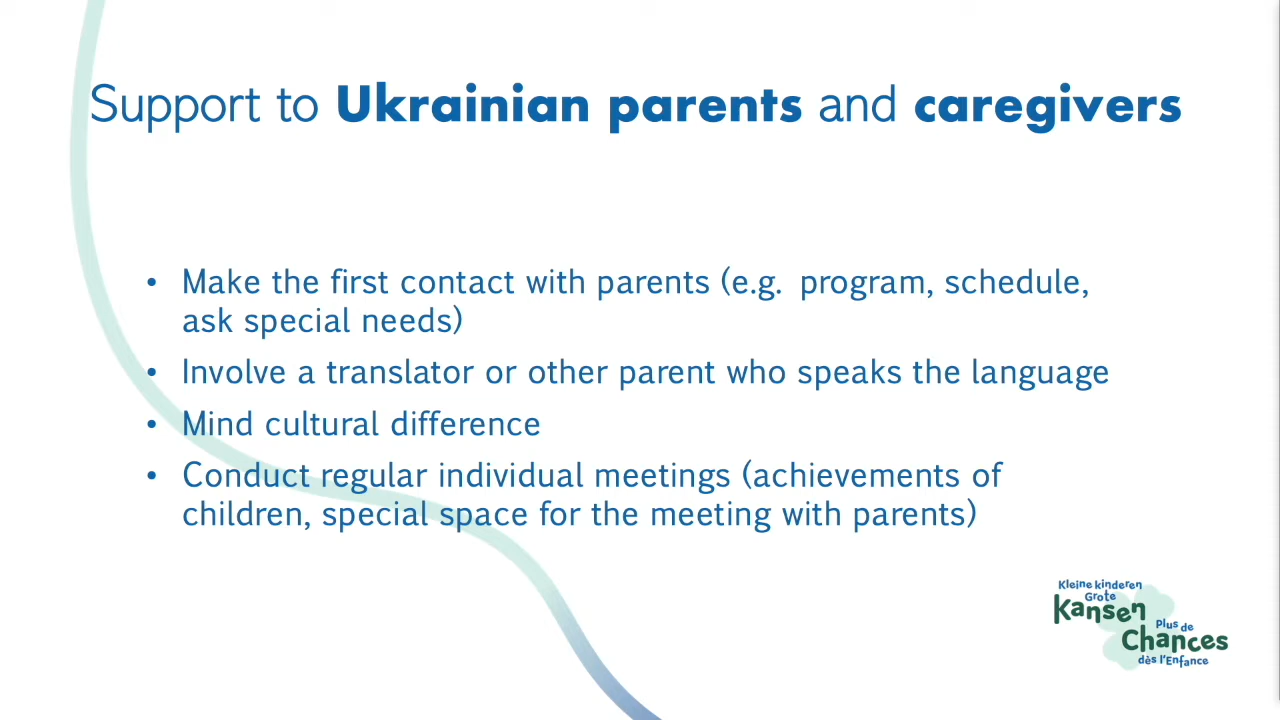 Support to Ukrainian parents and caregivers
• Make the first contact with parents (e.g. program, schedule,
ask special needs)
• Involve a translator or other parent who speaks the language
• Mind cultural difference
• Conduct regular individual meetings (achievements of
children, special space for the meeting with parents)
Kleine kinderen
Grote
Kansen
Plus de
Chances
dès l'Enfance